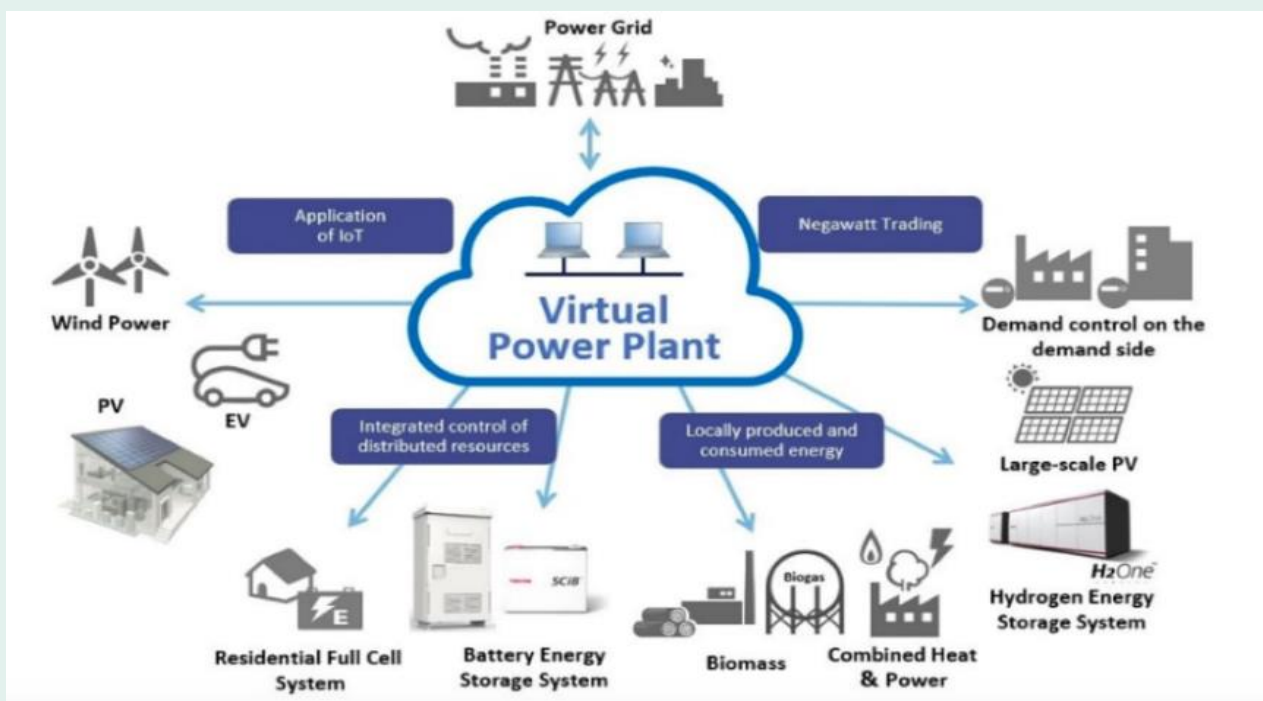 Power Grid
Application
of IoT
Negawatt Trading
Virtual
Power Plant
Wind Power
Demand control on the
demand side
EV
PV
Integrated control of
distributed resources
Locally produced and
consumed energy
Large-scale PV
SCiB
E
Biogas
H2One
Residential Full Cell
System
Battery Energy
Storage System
Biomass
Combined Heat
& Power
Hydrogen Energy
Storage System